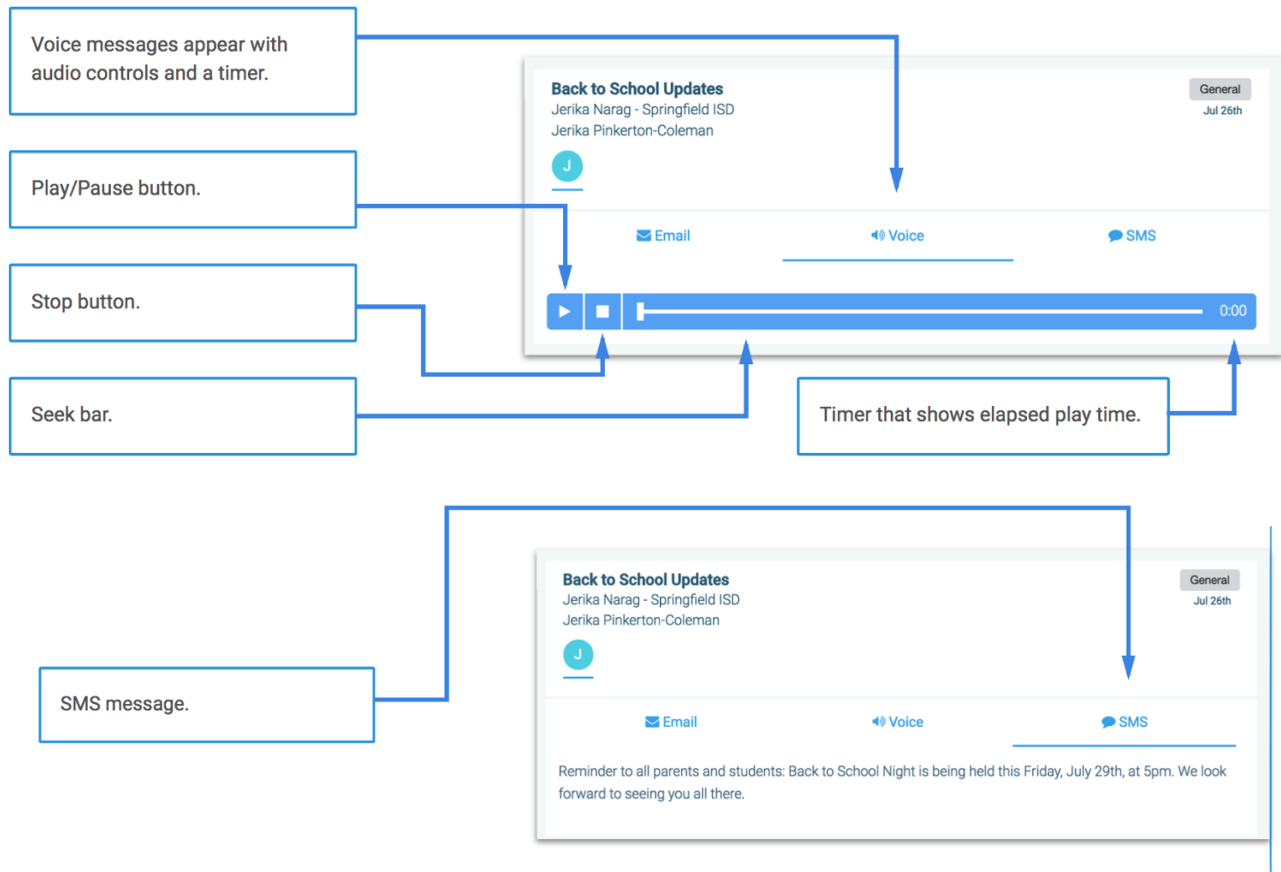 Voice messages appear with
audio controls and a timer.
Play/Pause button.
Stop button.
Seek bar.
Back to School Updates
Jerika Narag - Springfield ISD
Jerika Pinkerton-Coleman
J
General
Jul 26th
Email
Voice
SMS
0:00
Timer that shows elapsed play time.
SMS message.
Back to School Updates
Jerika Narag - Springfield ISD
Jerika Pinkerton-Coleman
J
General
Jul 26th
Email
Voice
SMS
Reminder to all parents and students: Back to School Night is being held this Friday, July 29th, at 5pm. We look
forward to seeing you all there.